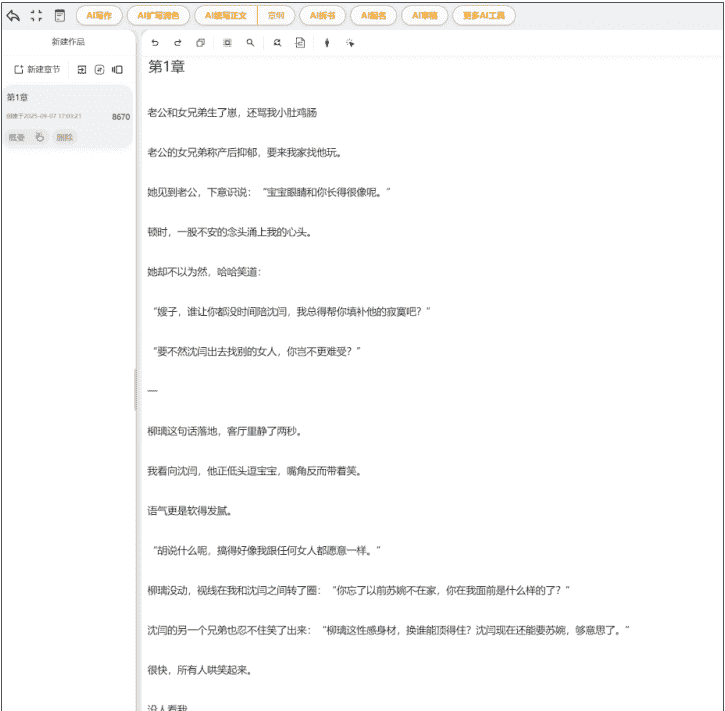 AI写作 AI扩写润色 AI续写正文 AI拆书 AI起名 AI审稿 更多AI工具
新建作品
新建章节
第1章
创建于2025-09-07 17:09:21 8670
概要 删除
第1章
老公和女兄弟生了崽，还骂我小肚鸡肠
老公的女兄弟称产后抑郁，要来我家找他玩。
她见到老公，下意识说：“宝宝眼睛和你长得很像呢。”
顿时，一股不安的念头涌上我的心头。
她却不以为然，哈哈笑道：
“嫂子，谁让你都没时间陪沈闫，我总得帮你填补他的寂寞吧？”
“要不然沈闫出去找别的女人，你岂不更难受？”
—
柳璃这句话落地，客厅里静了两秒。
我看向沈闫，他正低头逗宝宝，嘴角反而带着笑。
语气更是软得发腻。
“胡说什么呢，搞得好像我跟任何女人都愿意一样。”
柳璃没动，视线在我和沈闫之间转了圈：“你忘了以前苏婉不在家，你在我面前是什么样的了？”
沈闫的另一个兄弟也忍不住笑了出来：“柳璃这性感身材，换谁能顶得住？沈闫现在还能要苏婉，够意思了。”
很快，所有人哄笑起来。
没人看我